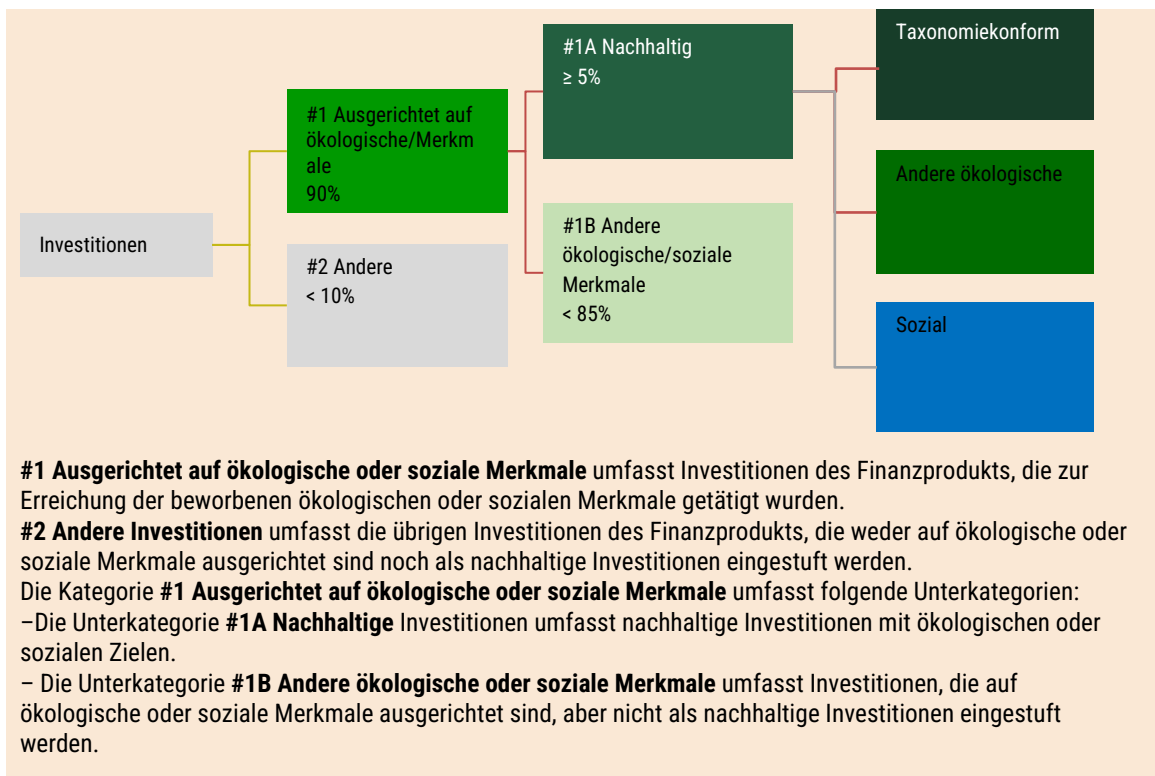 Investitionen
#1 Ausgerichtet auf
ökologische/Merkm
ale
90%
#2 Andere
< 10%
#1A Nachhaltig
≥ 5%
#1B Andere
ökologische/soziale
Merkmale
< 85%
Taxonomiekonform
Andere ökologische
Sozial
#1 Ausgerichtet auf ökologische oder soziale Merkmale umfasst Investitionen des Finanzprodukts, die zur
Erreichung der beworbenen ökologischen oder sozialen Merkmale getätigt wurden.
#2 Andere Investitionen umfasst die übrigen Investitionen des Finanzprodukts, die weder auf ökologische oder
soziale Merkmale ausgerichtet sind noch als nachhaltige Investitionen eingestuft werden.
Die Kategorie #1 Ausgerichtet auf ökologische oder soziale Merkmale umfasst folgende Unterkategorien:
–Die Unterkategorie #1A Nachhaltige Investitionen umfasst nachhaltige Investitionen mit ökologischen oder
sozialen Zielen.
– Die Unterkategorie #1B Andere ökologische oder soziale Merkmale umfasst Investitionen, die auf
ökologische oder soziale Merkmale ausgerichtet sind, aber nicht als nachhaltige Investitionen eingestuft
werden.